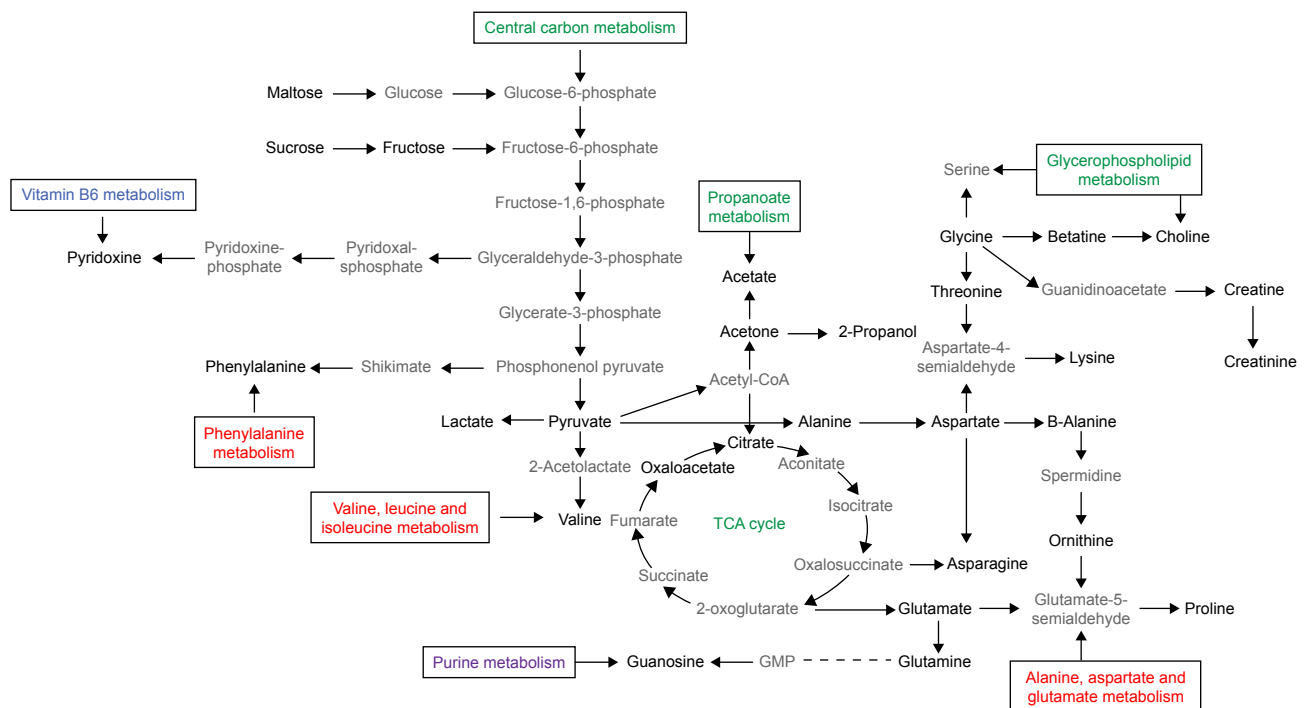 Central carbon metabolism
Maltose
Glucose
Glucose-6-phosphate
Sucrose
Fructose
Fructose-6-phosphate
Serine
Glycerophospholipid
metabolism
Vitamin B6 metabolism
Fructose-1,6-phosphate
Propanoate
metabolism
Glycine
Betatine
Choline
Pyridoxine
Pyridoxine-
phosphate
Pyridoxal-
sphosphate
Glyceraldehyde-3-phosphate
Acetate
Threonine
Guanidinoacetate
Creatine
Glycerate-3-phosphate
Acetone
2-Propanol
Aspartate-4-
semialdehyde
Lysine
Creatinine
Phenylalanine
Shikimate
Phosphonenol pyruvate
Acetyl-CoA
Lactate
Pyruvate
Alanine
Aspartate
B-Alanine
Phenylalanine
metabolism
Citrate
2-Acetolactate
Oxaloacetate
Aconitate
Spermidine
Valine, leucine and
isoleucine metabolism
Valine
Fumarate
TCA cycle
Isocitrate
Ornithine
Succinate
Oxalosuccinate
Asparagine
2-oxoglutarate
Glutamate
Glutamate-5-
semialdehyde
Proline
Purine metabolism
Guanosine
GMP
Glutamine
Alanine, aspartate and
glutamate metabolism